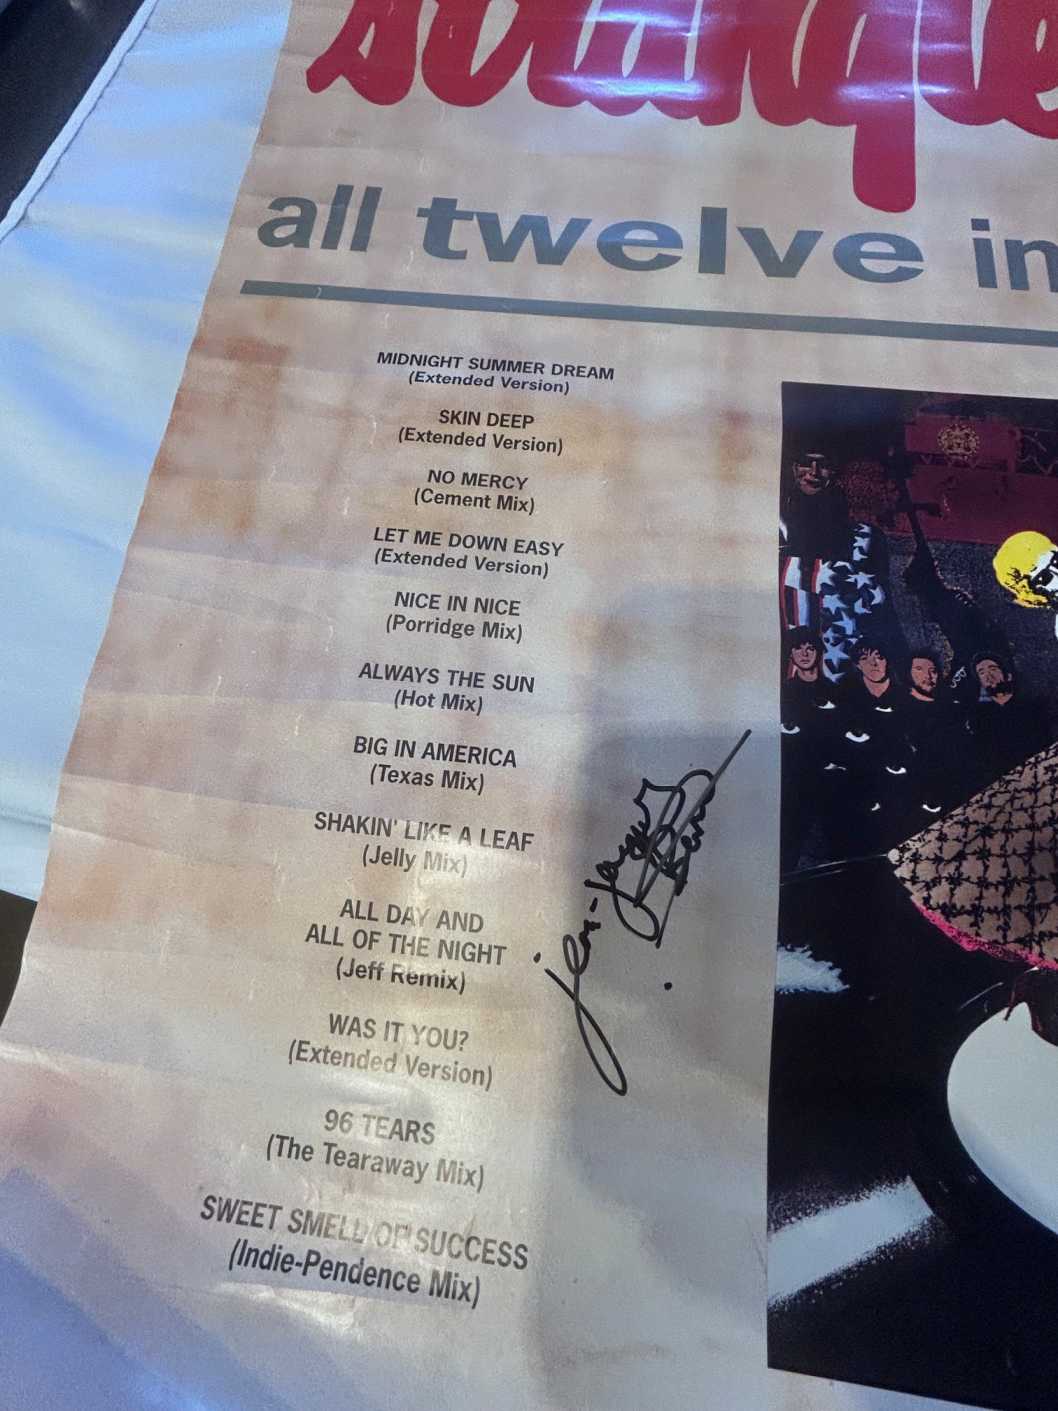 strangle
all twelve in
MIDNIGHT SUMMER DREAM
(Extended Version)
SKIN DEEP
(Extended Version)
NO MERCY
(Cement Mix)
LET ME DOWN EASY
(Extended Version)
NICE IN NICE
(Porridge Mix)
ALWAYS THE SUN
(Hot Mix)
BIG IN AMERICA
(Texas Mix)
SHAKIN' LIKE A LEAF
(Jelly Mix)
ALL DAY AND
ALL OF THE NIGHT
(Jeff Remix)
WAS IT YOU?
(Extended Version)
96 TEARS
(The Tearaway Mix)
SWEET SMELL OF SUCCESS
(Indie-Pendence Mix)